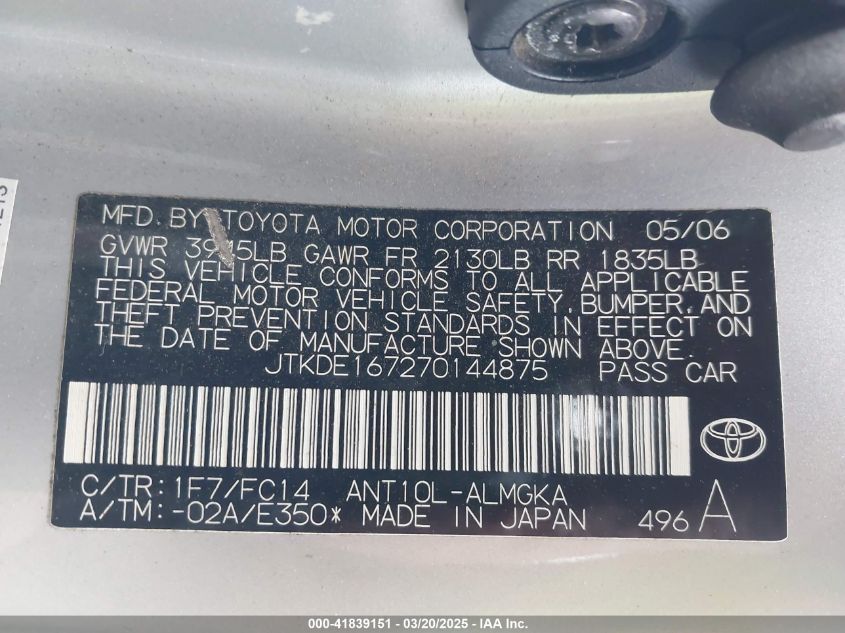 MFD. BY TOYOTA MOTOR CORPORATION 05/06
GVWR 3945LB GAWR FR 2130LB RR 1835LB
THIS VEHICLE CONFORMS TO ALL APPLICABLE
FEDERAL MOTOR VEHICLE SAFETY, BUMPER, AND
THEFT PREVENTION STANDARDS IN EFFECT ON
THE DATE OF MANUFACTURE SHOWN ABOVE.
JTKDE167270144875 PASS CAR
C/TR: 1F7/FC14 ANT10L-ALMGKA
A/TM: -02A/E350* MADE IN JAPAN 496 A
000-41839151 — 03/20/2025 — IAA Inc.